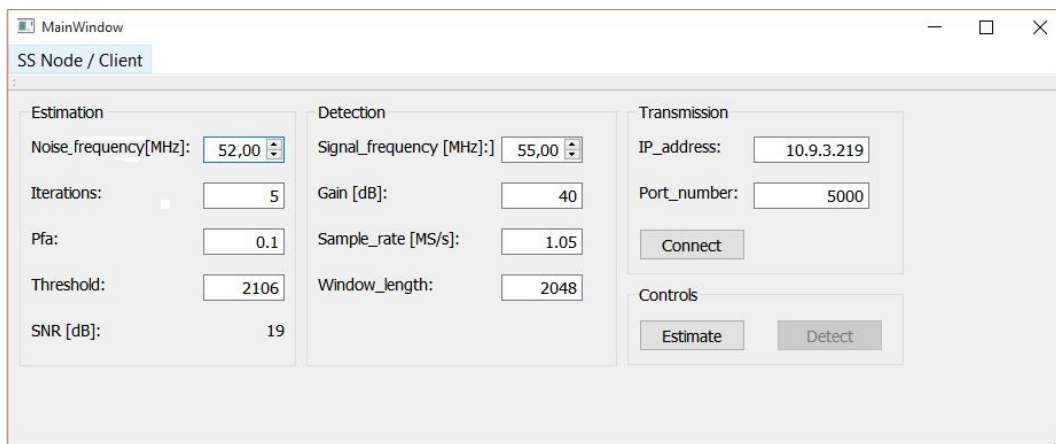 MainWindow
SS Node / Client
Estimation
Noise_frequency[MHz]: 52,00
Iterations: 5
Pfa: 0.1
Threshold: 2106
SNR [dB]: 19
Detection
Signal_frequency [MHz]:] 55,00
Gain [dB]: 40
Sample_rate [MS/s]: 1.05
Window_length: 2048
Transmission
IP_address: 10.9.3.219
Port_number: 5000
Connect
Controls
Estimate Detect